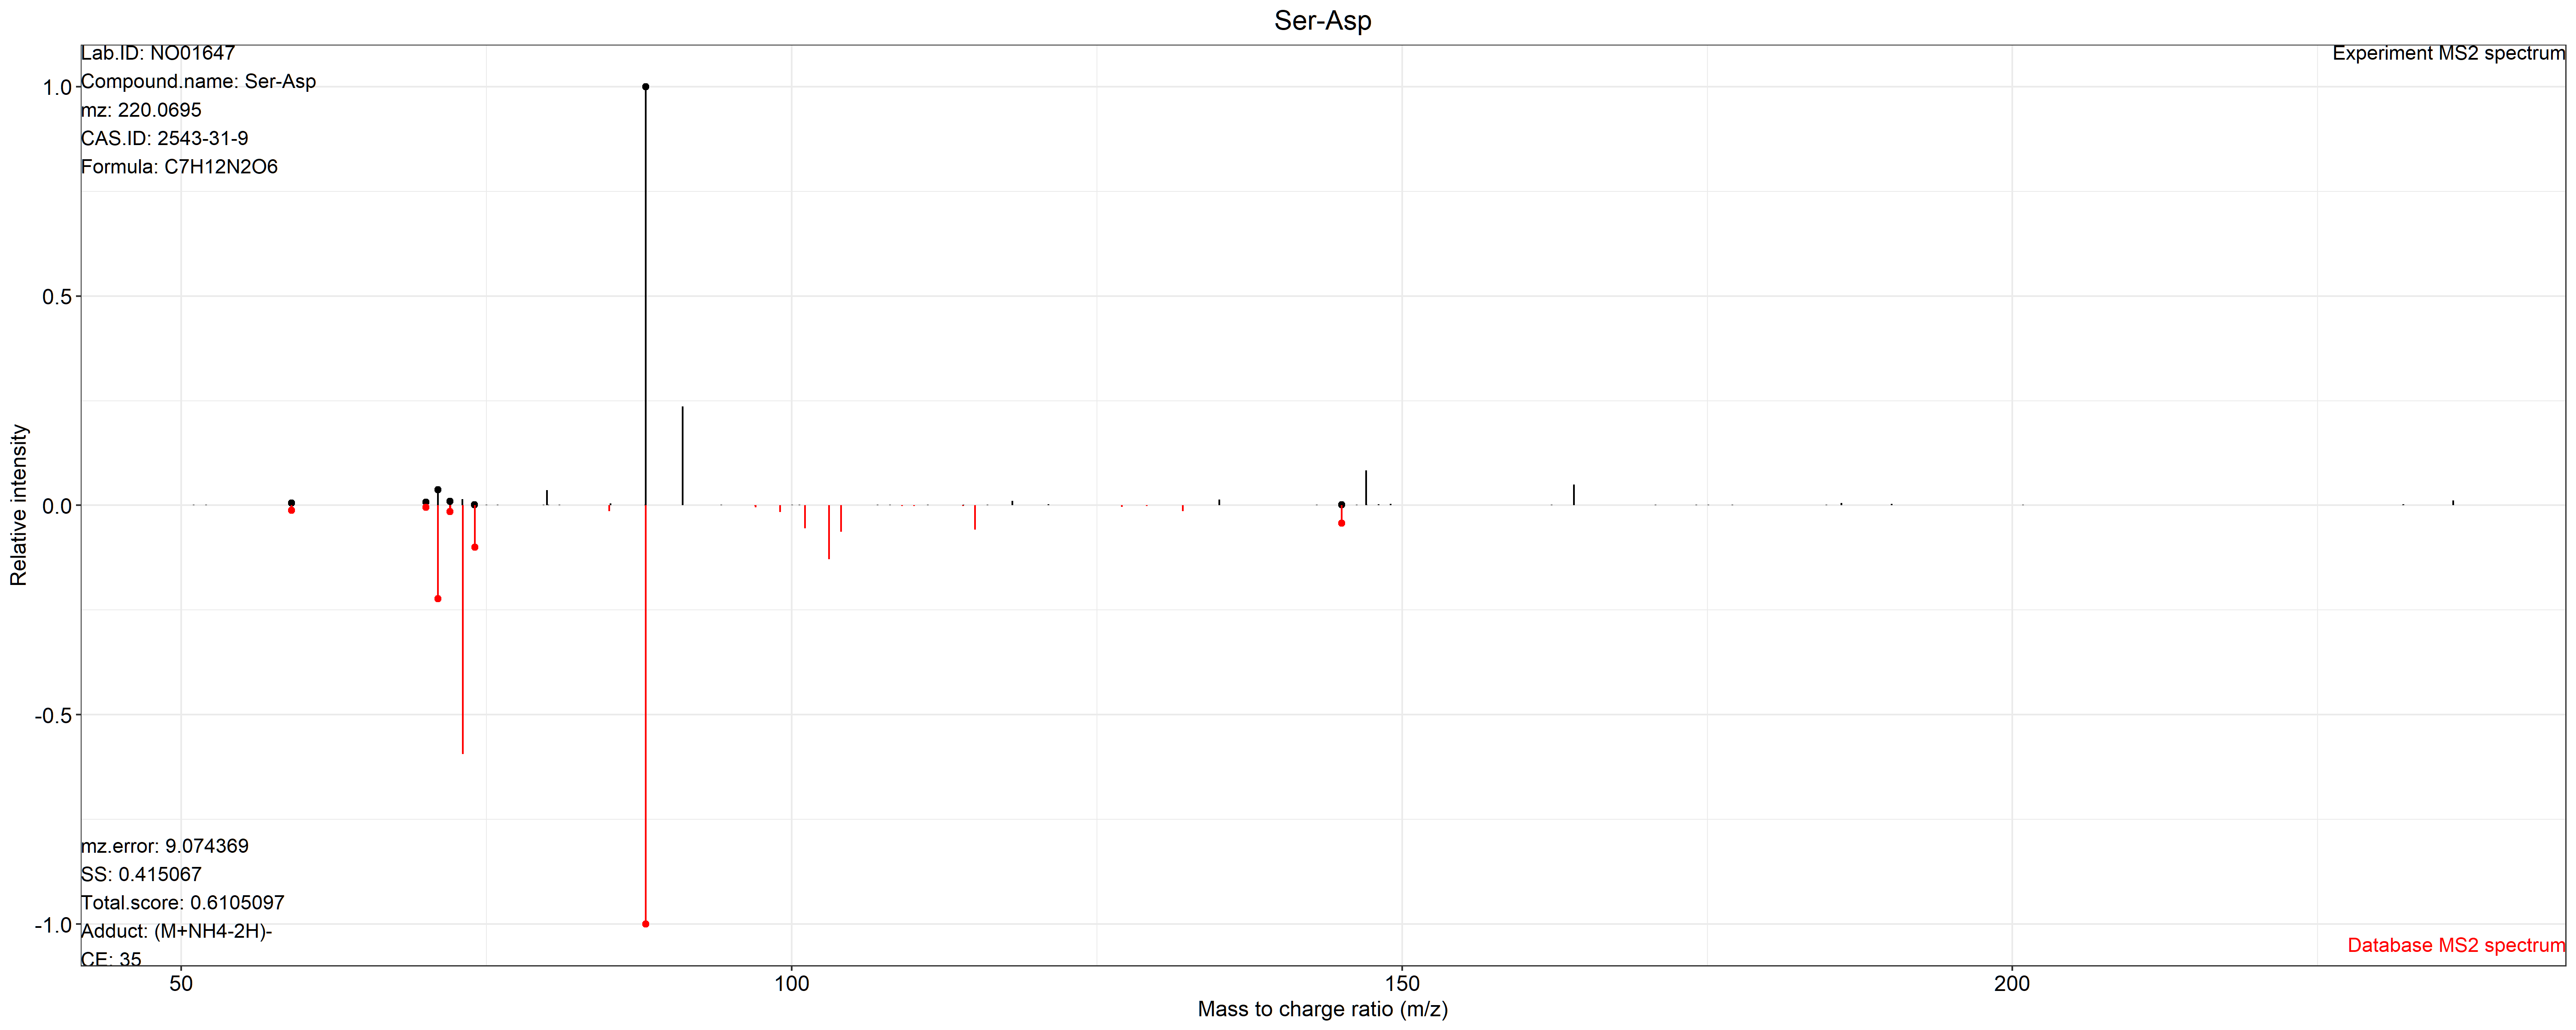 Ser-Asp
Lab.ID: NO01647
Compound.name: Ser-Asp
mz: 220.0695
CAS.ID: 2543-31-9
Formula: C7H12N2O6
Experiment MS2 spectrum
1.0
0.5
0.0
-0.5
-1.0
Relative intensity
mz.error: 9.074369
SS: 0.415067
Total.score: 0.6105097
Adduct: (M+NH4-2H)-
CE: 35
Database MS2 spectrum
50
100
150
200
Mass to charge ratio (m/z)